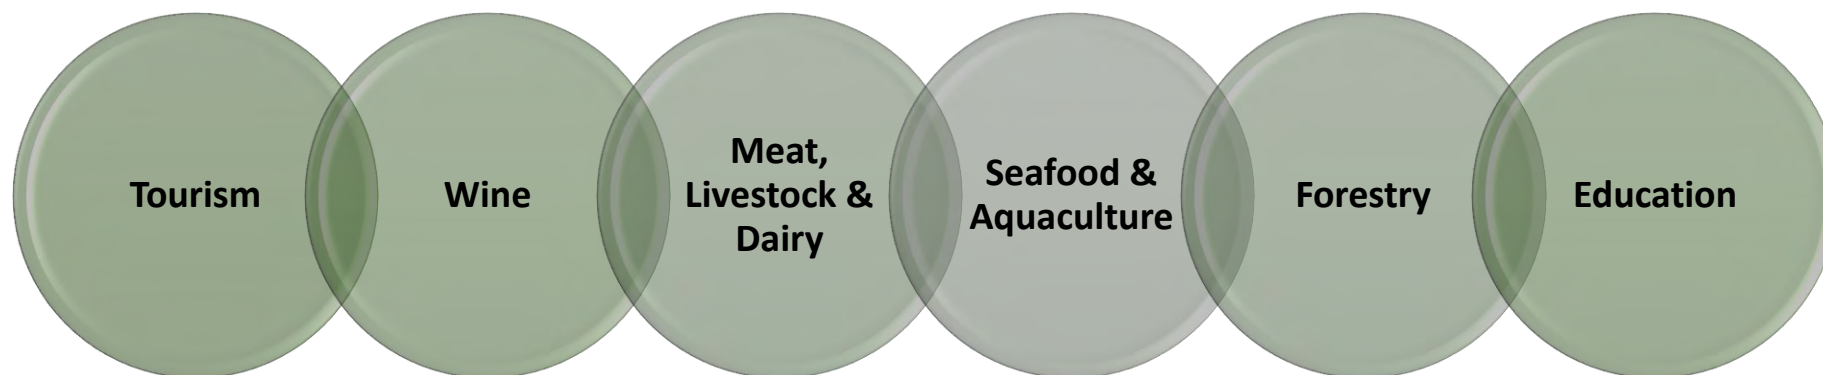 Tourism
Wine
Meat,
Livestock &
Dairy
Seafood &
Aquaculture
Forestry
Education